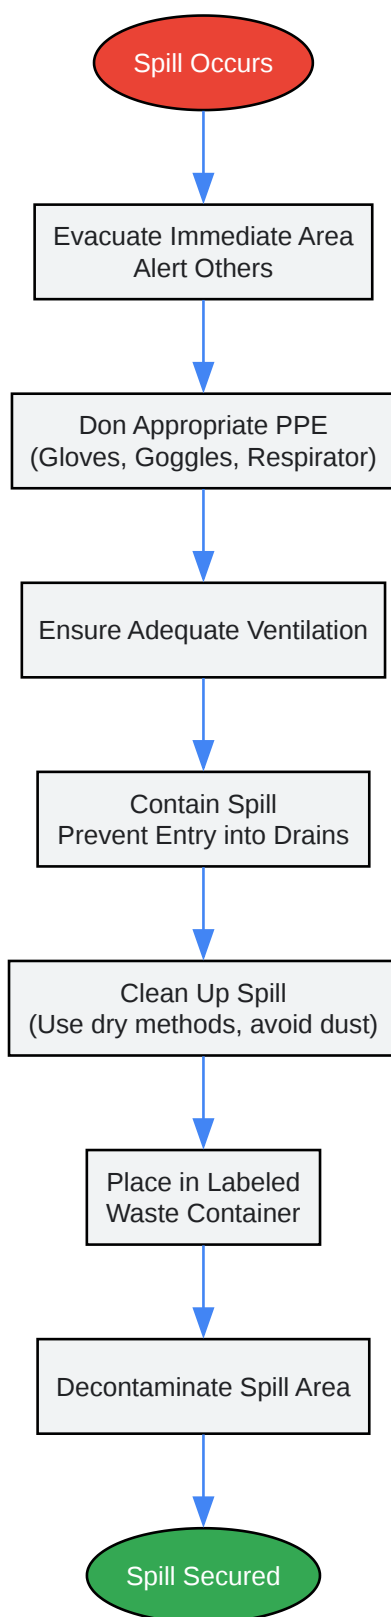 Spill Occurs
Evacuate Immediate Area
Alert Others
Don Appropriate PPE
(Gloves, Goggles, Respirator)
Ensure Adequate Ventilation
Contain Spill
Prevent Entry into Drains
Clean Up Spill
(Use dry methods, avoid dust)
Place in Labeled
Waste Container
Decontaminate Spill Area
Spill Secured